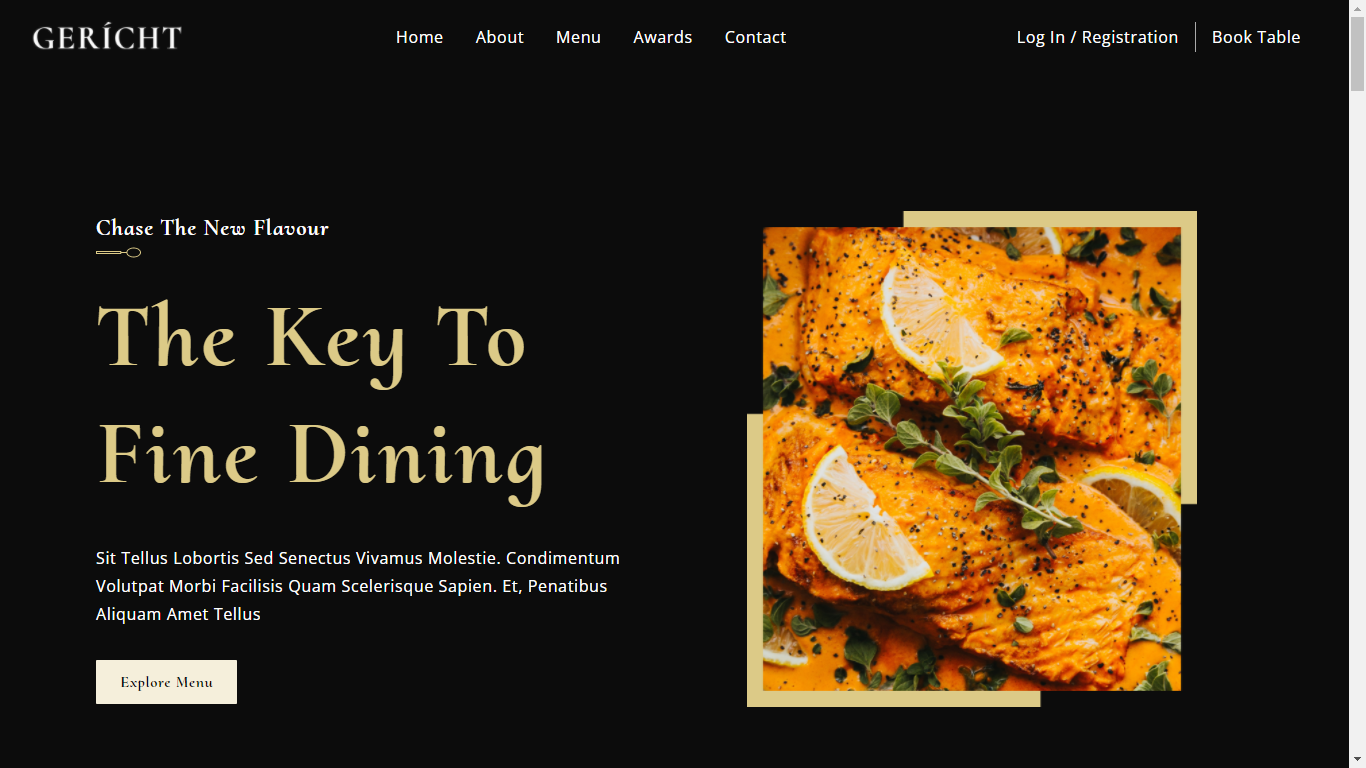 GERÍCHT
Home About Menu Awards Contact
Log In / Registration Book Table
Chase The New Flavour
The Key To
Fine Dining
Sit Tellus Lobortis Sed Senectus Vivamus Molestie. Condimentum
Volutpat Morbi Facilisis Quam Scelerisque Sapien. Et, Penatibus
Aliquam Amet Tellus
Explore Menu